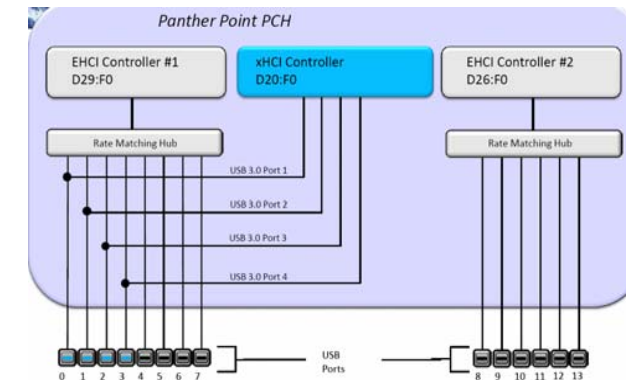 Panther Point PCH
EHCI Controller #1
D29:F0
xHCI Controller
D20:F0
EHCI Controller #2
D26:F0
Rate Matching Hub
Rate Matching Hub
USB 3.0 Port 1
USB 3.0 Port 2
USB 3.0 Port 3
USB 3.0 Port 4
USB
Ports
0 1 2 3 4 5 6 7
8 9 10 11 12 13